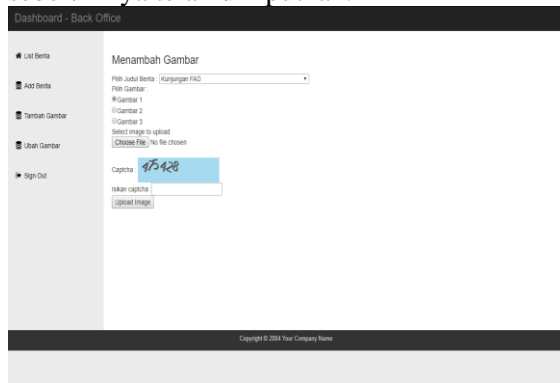 Dashboard - Back Office
List Berita
Add Berita
Tambah Gambar
Ubah Gambar
Sign Out
Menambah Gambar
Pilih Judul Berita : Kunjungan FAD
Pilih Gambar :
Gambar 1
Gambar 2
Gambar 3
Select image to upload:
Choose File No file chosen
Captcha : 475428
Isikan captcha :
Upload Image
Copyright © 2084 Your Company Name